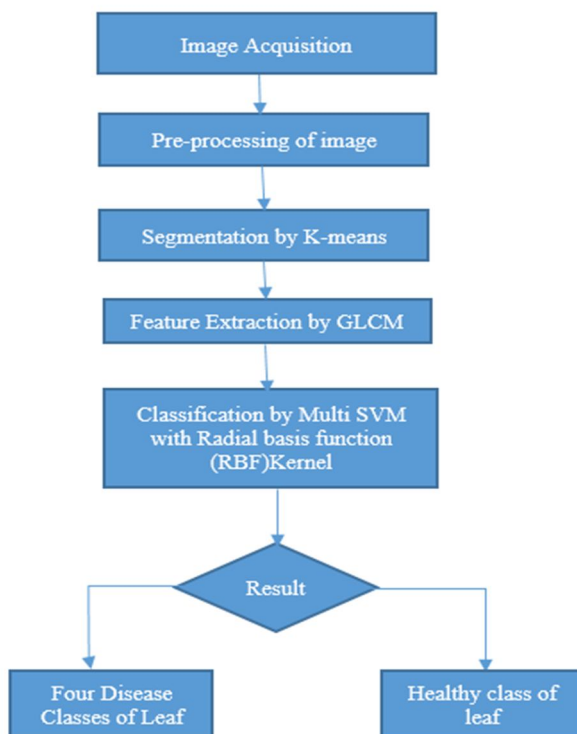 Image Acquisition
Pre-processing of image
Segmentation by K-means
Feature Extraction by GLCM
Classification by Multi SVM
with Radial basis function
(RBF)Kernel
Result
Four Disease
Classes of Leaf
Healthy class of
leaf